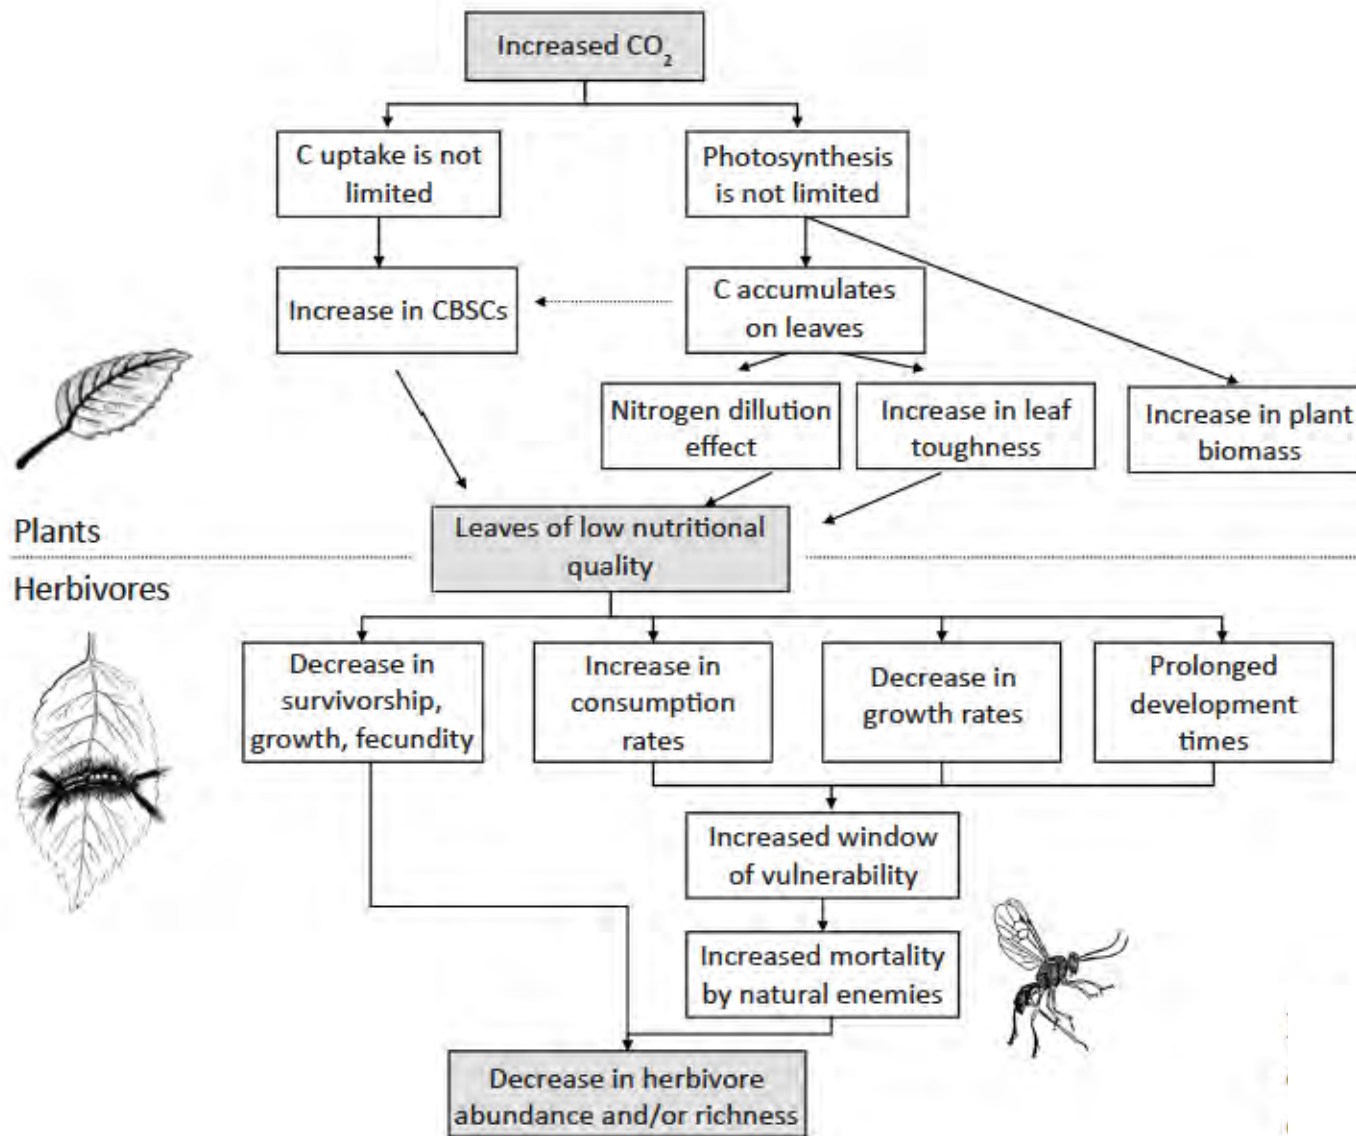 Increased CO₂
C uptake is not
limited
Photosynthesis
is not limited
Increase in CBSCs
C accumulates
on leaves
Nitrogen dillution
effect
Increase in leaf
toughness
Increase in plant
biomass
Plants
Leaves of low nutritional
quality
Herbivores
Decrease in
survivorship,
growth, fecundity
Increase in
consumption
rates
Decrease in
growth rates
Prolonged
development
times
Increased window
of vulnerability
Increased mortality
by natural enemies
Decrease in herbivore
abundance and/or richness